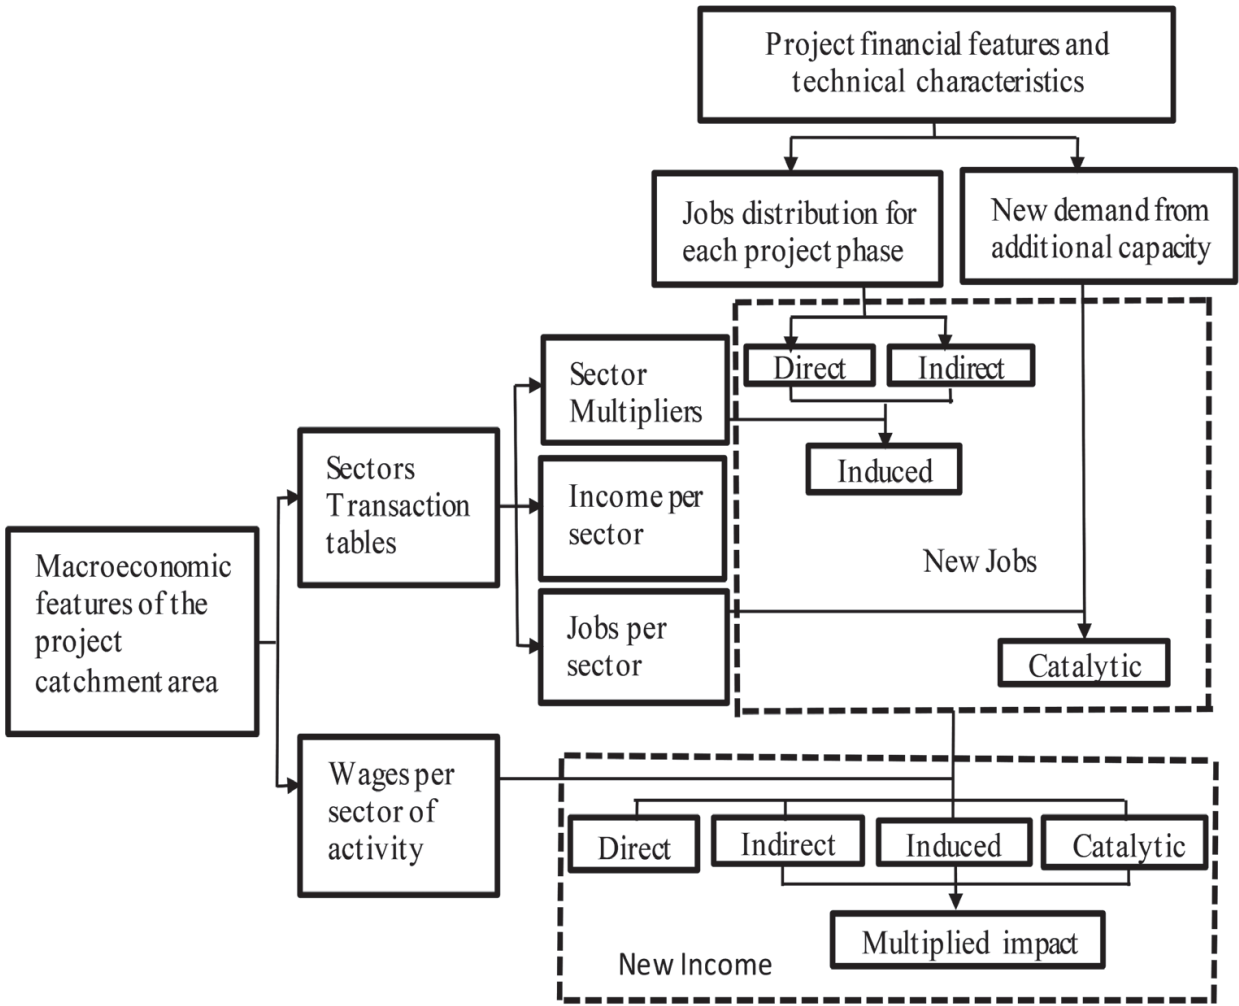 Project financial features and
technical characteristics
Jobs distribution for
each project phase
New demand from
additional capacity
Direct
Indirect
Sector
Multipliers
Induced
Sectors
Transaction
tables
Income per
sector
New Jobs
Macroeconomic
features of the
project
catchment area
Jobs per
sector
Catalytic
Wages per
sector of
activity
Direct
Indirect
Induced
Catalytic
Multiplied impact
New Income